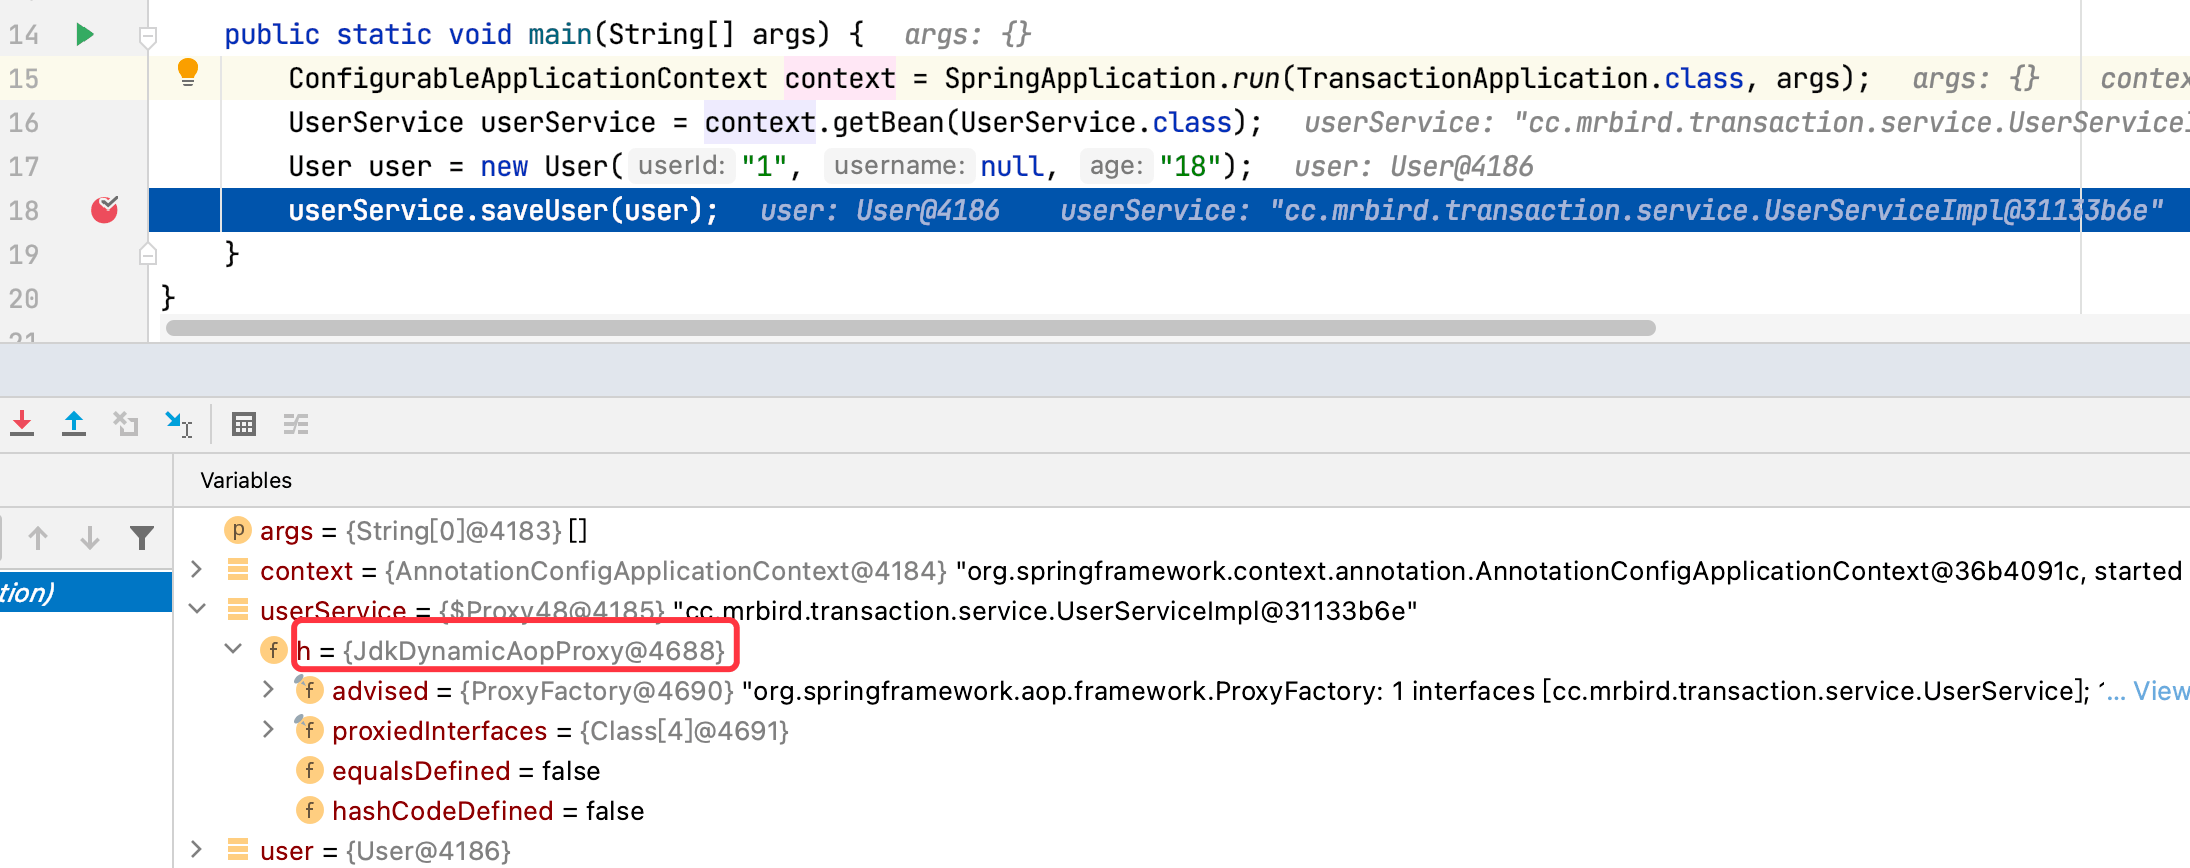 14 public static void main(String[] args) { args: {}
15 ConfigurableApplicationContext context = SpringApplication.run(TransactionApplication.class, args); args: {} contex
16 UserService userService = context.getBean(UserService.class); userService: "cc.mrbird.transaction.service.UserServiceI
17 User user = new User( userId: "1", username: null, age: "18"); user: User@4186
18 userService.saveUser(user); user: User@4186 userService: "cc.mrbird.transaction.service.UserServiceImpl@31133b6e"
19 }
20 }
21
Variables
p args = {String[0]@4183} []
context = {AnnotationConfigApplicationContext@4184} "org.springframework.context.annotation.AnnotationConfigApplicationContext@36b4091c, started
tion)
userService = {$Proxy48@4185} "cc.mrbird.transaction.service.UserServiceImpl@31133b6e"
f h = {JdkDynamicAopProxy@4688}
f advised = {ProxyFactory@4690} "org.springframework.aop.framework.ProxyFactory: 1 interfaces [cc.mrbird.transaction.service.UserService]; ... View
f proxiedInterfaces = {Class[4]@4691}
f equalsDefined = false
f hashCodeDefined = false
user = {User@4186}